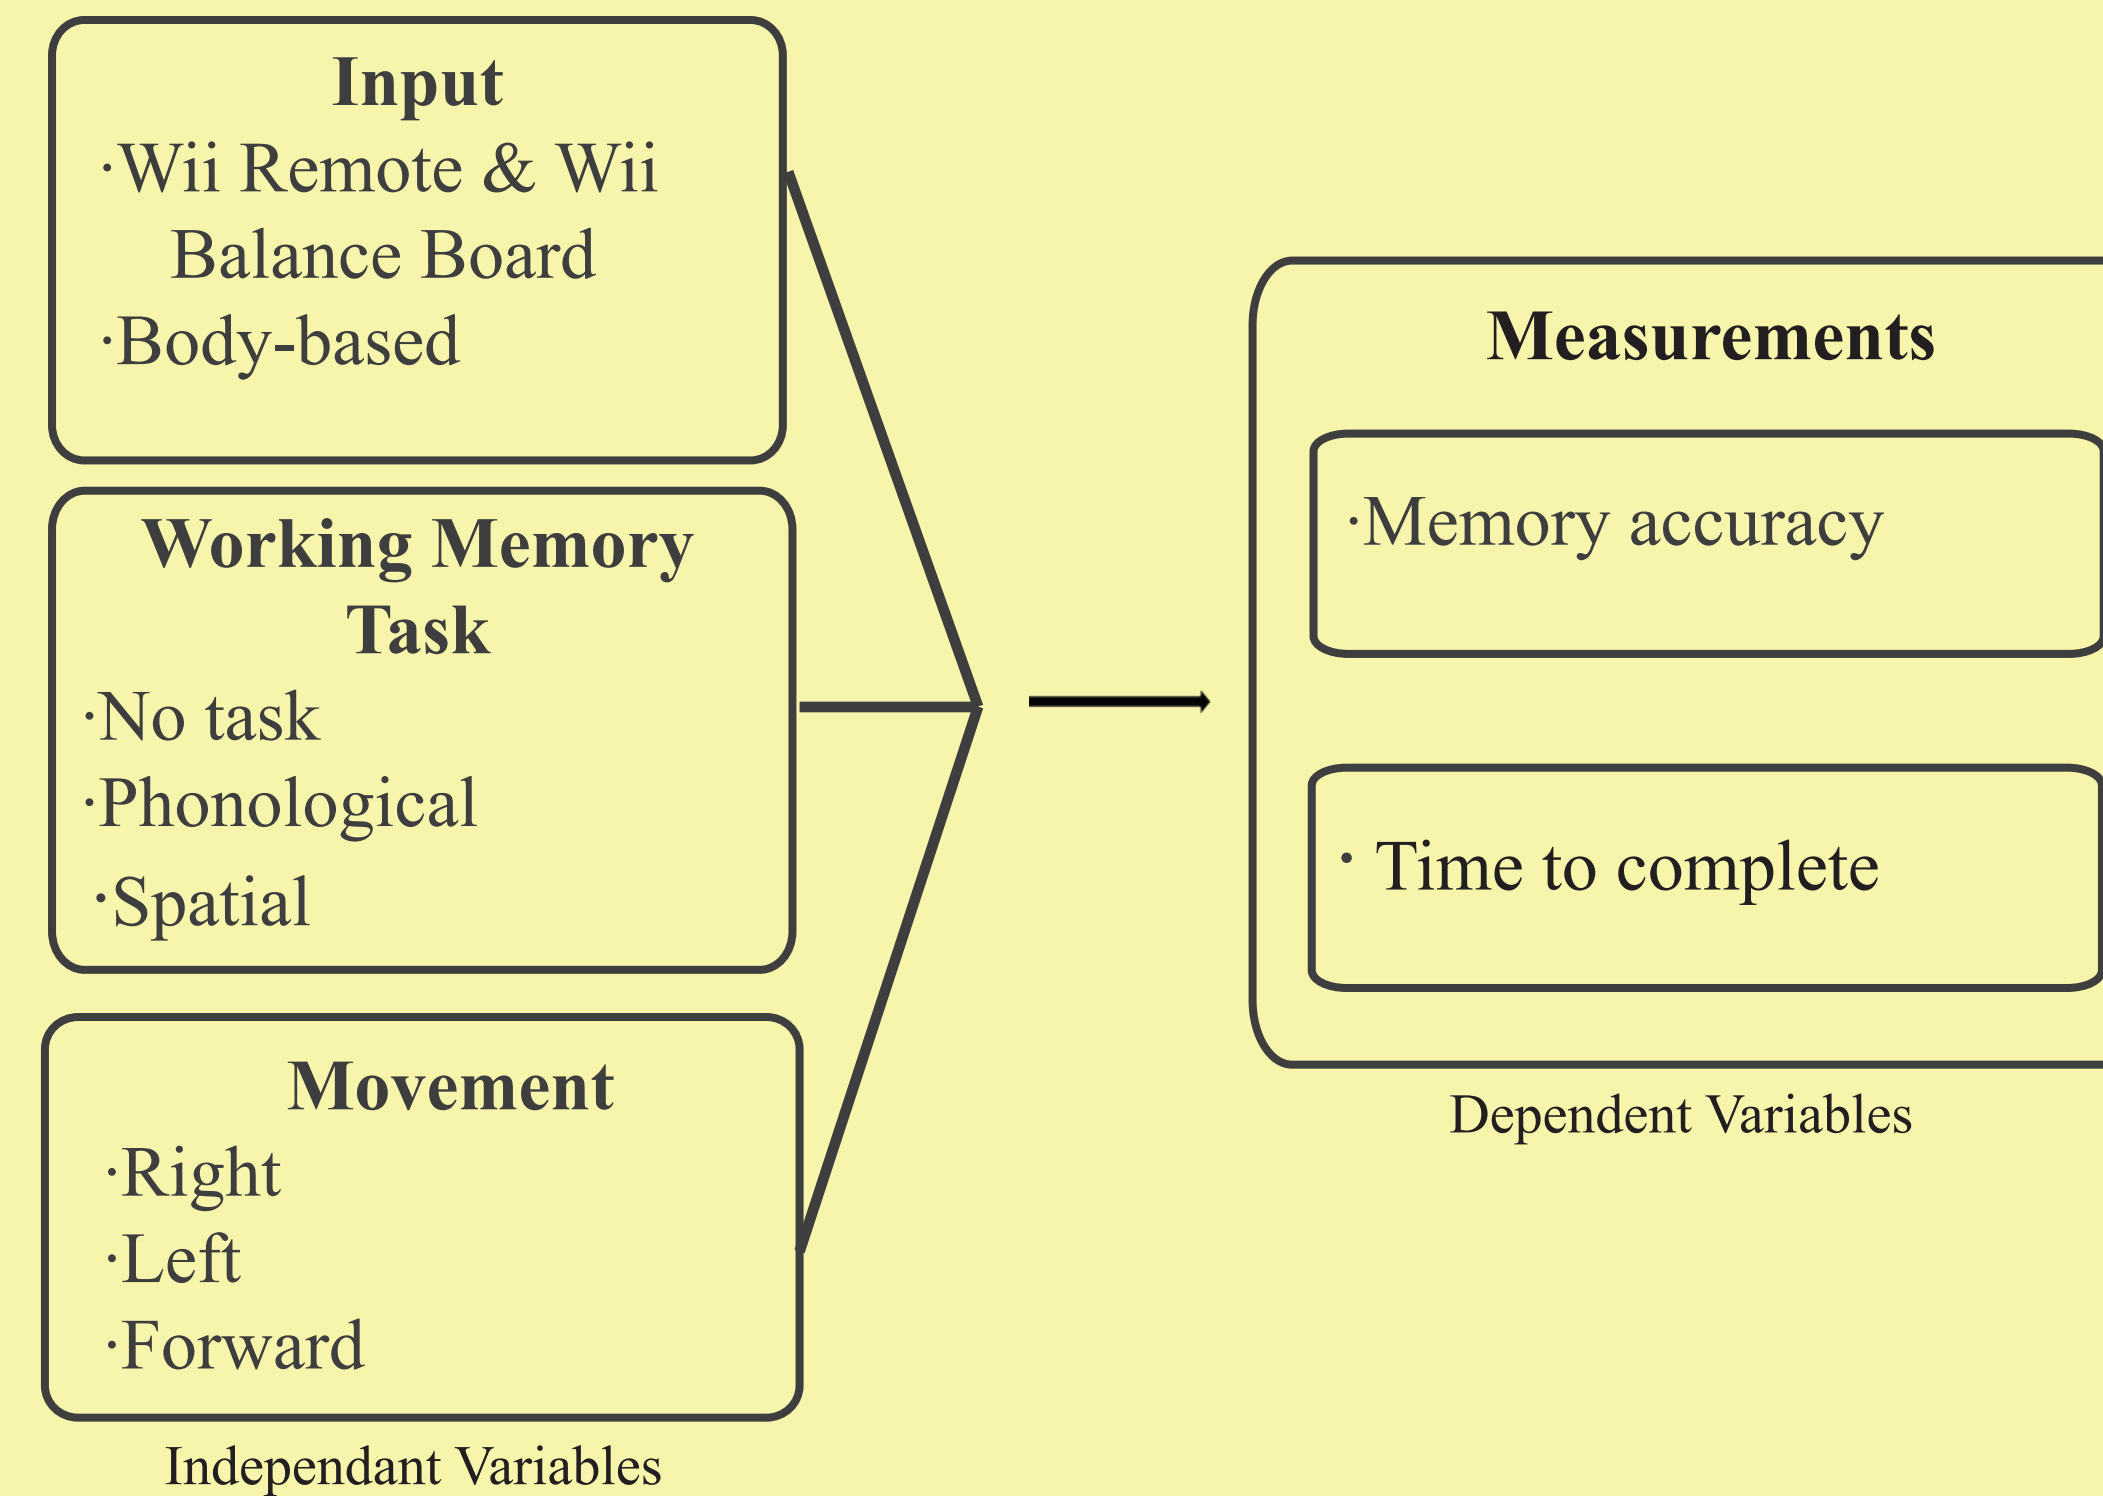 Input
·Wii Remote & Wii
Balance Board
·Body-based
Working Memory
Task
·No task
·Phonological
·Spatial
Movement
·Right
·Left
·Forward
Independant Variables
Measurements
·Memory accuracy
· Time to complete
Dependent Variables